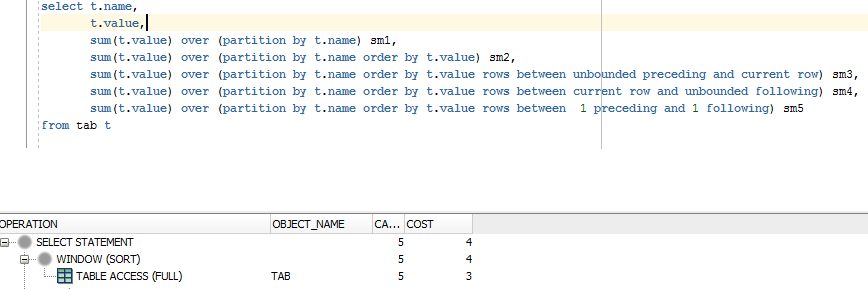 select t.name,
t.value,
sum(t.value) over (partition by t.name) sm1,
sum(t.value) over (partition by t.name order by t.value) sm2,
sum(t.value) over (partition by t.name order by t.value rows between unbounded preceding and current row) sm3,
sum(t.value) over (partition by t.name order by t.value rows between current row and unbounded following) sm4,
sum(t.value) over (partition by t.name order by t.value rows between  1 preceding and 1 following) sm5
from tab t
OPERATION OBJECT_NAME CA... COST
SELECT STATEMENT 5 4
WINDOW (SORT) 5 4
TABLE ACCESS (FULL) TAB 5 3